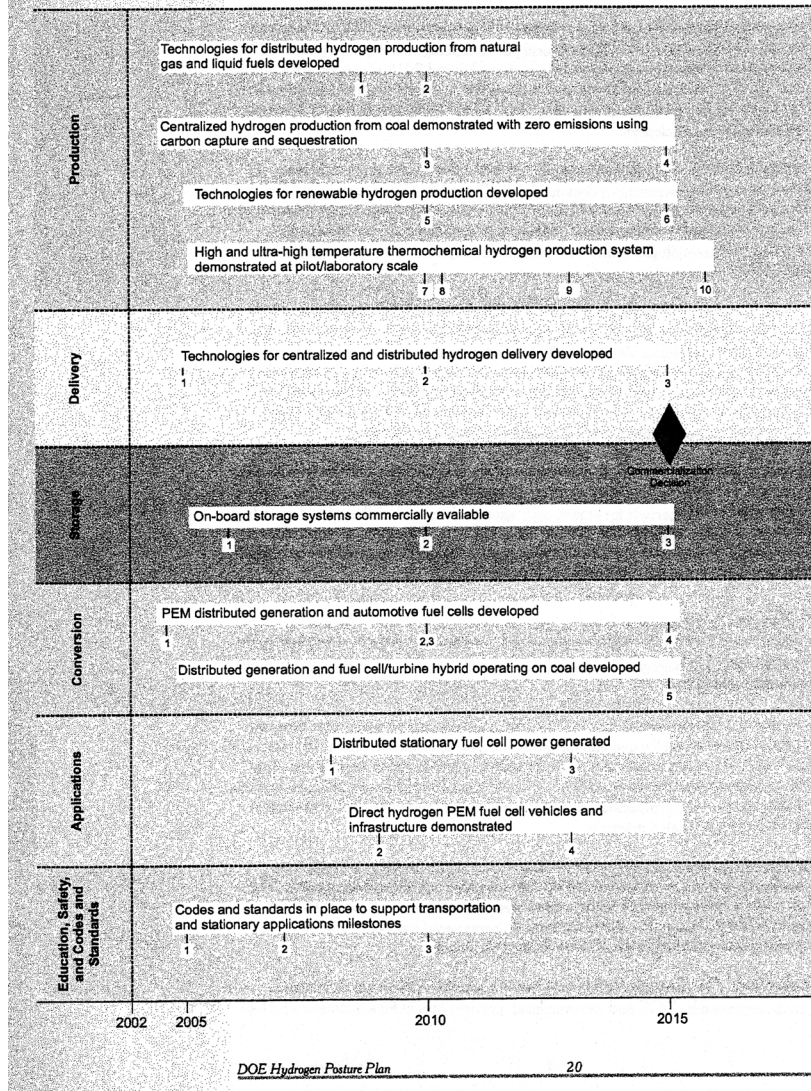 Production
Technologies for distributed hydrogen production from natural
gas and liquid fuels developed
1 2
Centralized hydrogen production from coal demonstrated with zero emissions using
carbon capture and sequestration
3 4
Technologies for renewable hydrogen production developed
5 6
High and ultra-high temperature thermochemical hydrogen production system
demonstrated at pilot/laboratory scale
7 8 9 10
Delivery
Technologies for centralized and distributed hydrogen delivery developed
1 2 3
Commercialization
Decision
Storage
On-board storage systems commercially available
1 2 3
Conversion
PEM distributed generation and automotive fuel cells developed
1 2,3 4
Distributed generation and fuel cell/turbine hybrid operating on coal developed
5
Applications
Distributed stationary fuel cell power generated
1 3
Direct hydrogen PEM fuel cell vehicles and
infrastructure demonstrated
2 4
Education, Safety,
and Codes and
Standards
Codes and standards in place to support transportation
and stationary applications milestones
1 2 3
2002 2005 2010 2015
DOE Hydrogen Posture Plan 20